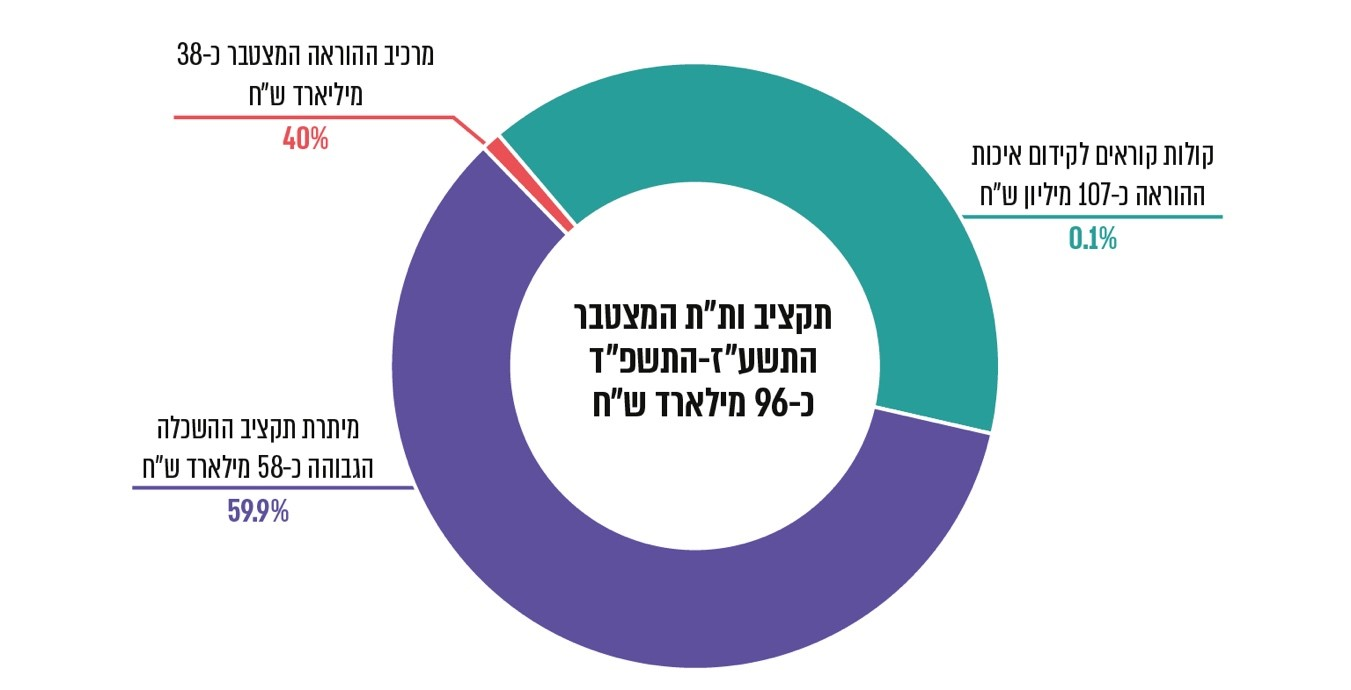 תקציב ות"ת המצטבר
התשע"ז-התשפ"ד
כ-96 מילארד ש"ח
קולות קוראים לקידום איכות
ההוראה כ-107 מיליון ש"ח
0.1%
מרכיב ההוראה המצטבר כ-38
מיליארד ש"ח
40%
מיתרת תקציב ההשכלה
הגבוהה כ-58 מילארד ש"ח
59.9%